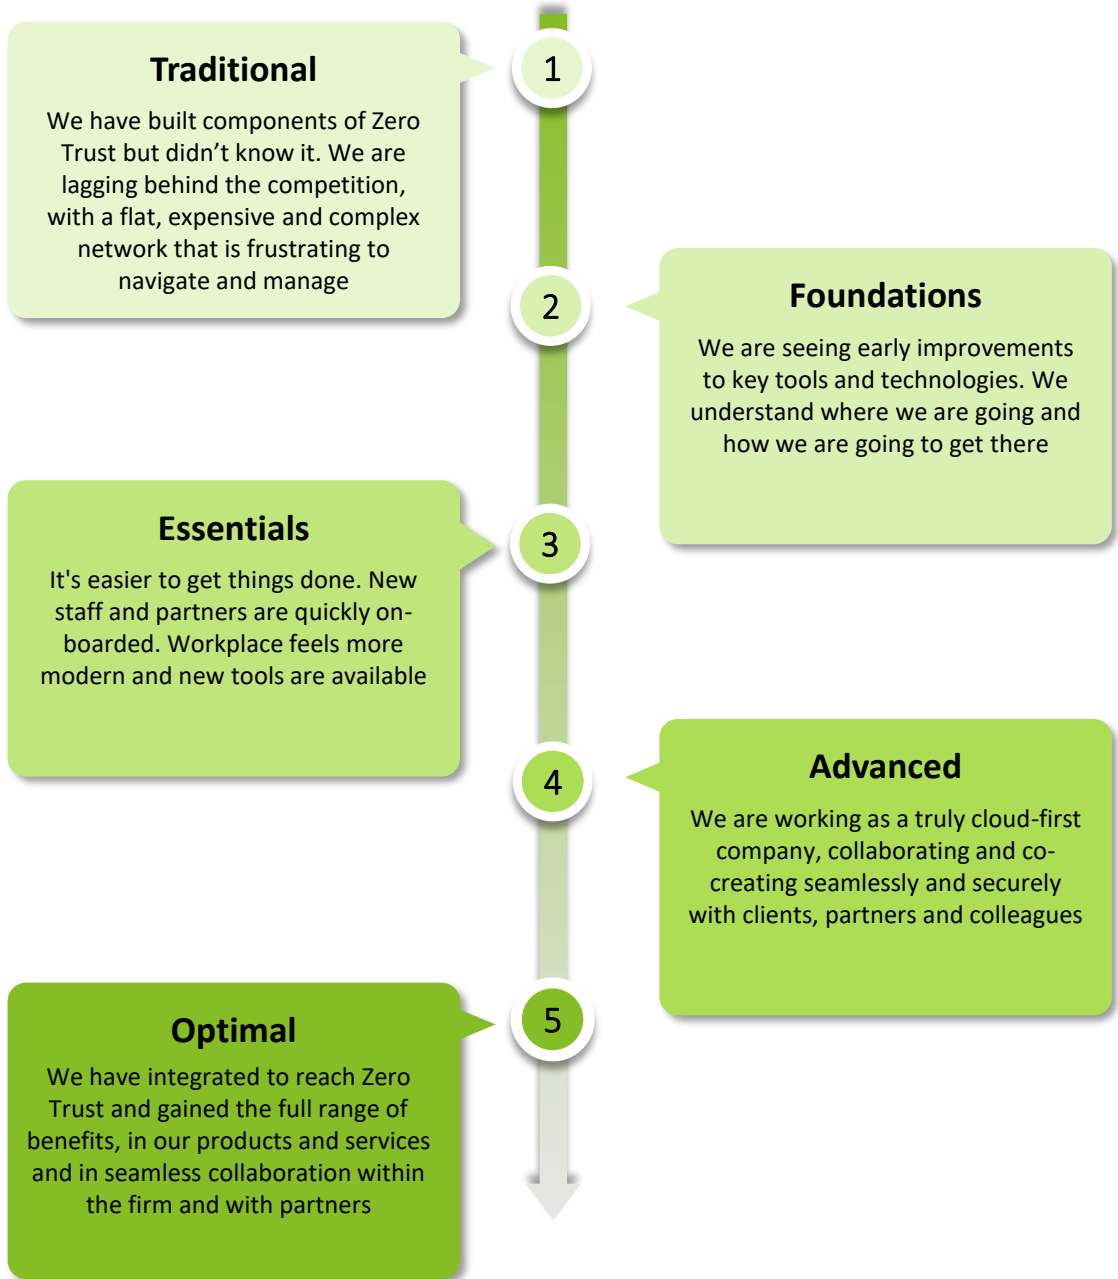 1
Traditional
We have built components of Zero
Trust but didn’t know it. We are
lagging behind the competition,
with a flat, expensive and complex
network that is frustrating to
navigate and manage
2
Foundations
We are seeing early improvements
to key tools and technologies. We
understand where we are going and
how we are going to get there
3
Essentials
It's easier to get things done. New
staff and partners are quickly on-
boarded. Workplace feels more
modern and new tools are available
4
Advanced
We are working as a truly cloud-first
company, collaborating and co-
creating seamlessly and securely
with clients, partners and colleagues
5
Optimal
We have integrated to reach Zero
Trust and gained the full range of
benefits, in our products and services
and in seamless collaboration within
the firm and with partners